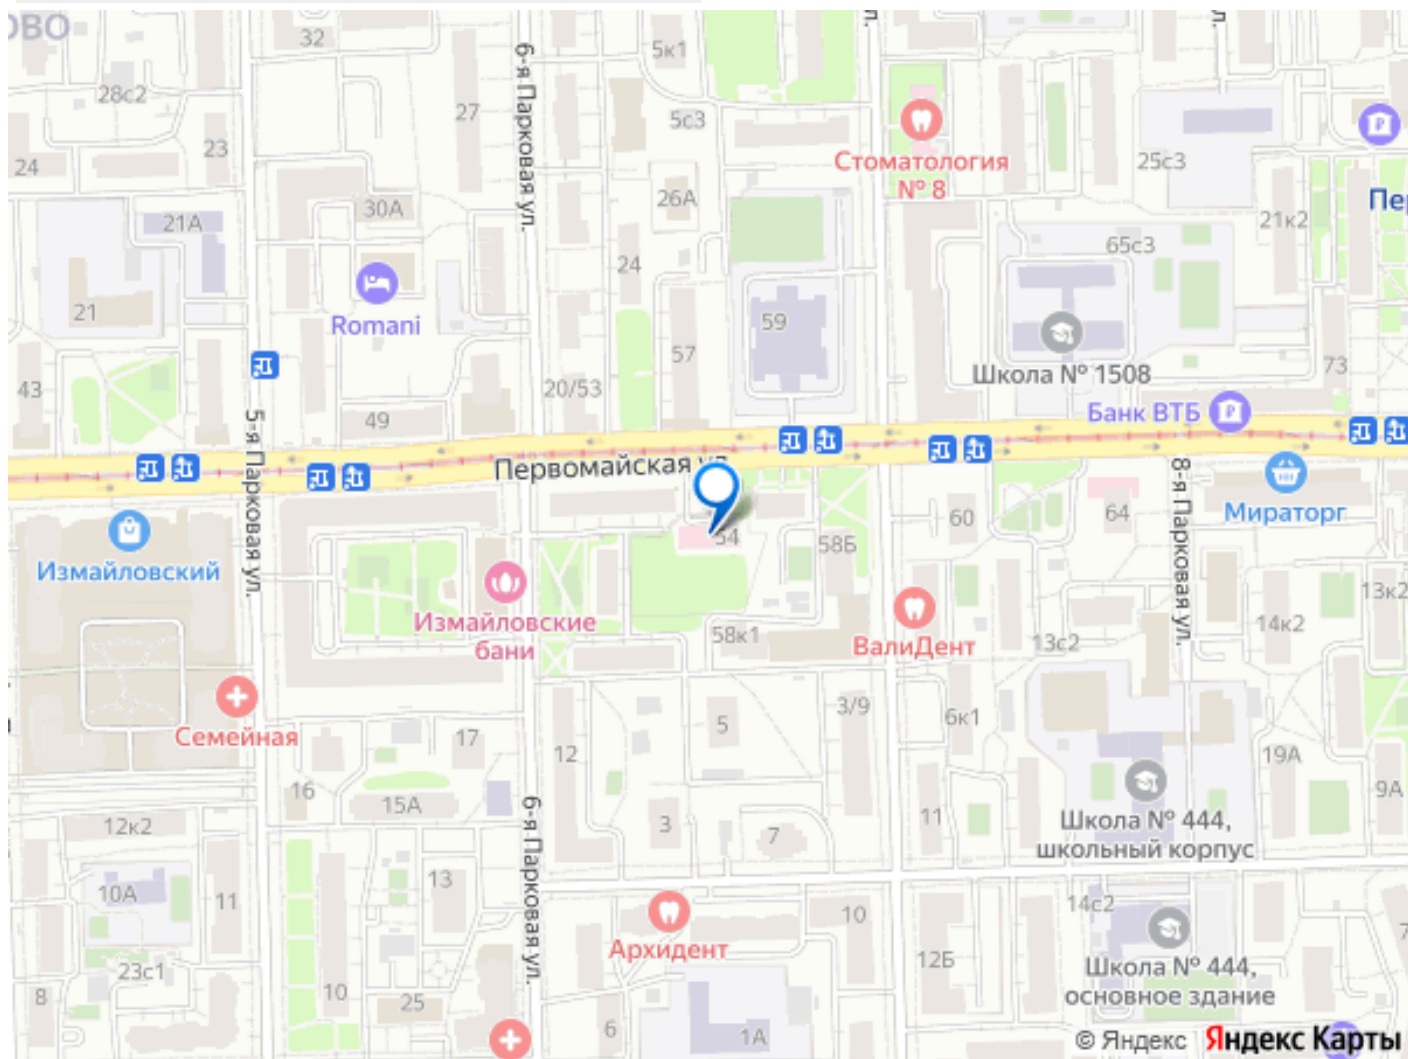 ОВО
32
6-я Парковая ул.
5к1
ул.
ул.
28с2
27
5с3
23
24
Стоматология
№ 8
25с3
30А
26А
Пе
21А
21к2
65с3
24
21
Romani
59
57
Школа № 1508
73
43
20/53
49
5-я Парковая ул.
Банк ВТБ
Первомайская ул.
8-я Парковая ул.
Мираторг
60
64
54
58Б
Измайловский
13к2
Измайловские
бани
58к1
ВалиДент
13с2
14к2
Семейная
17
12
5
3/9
6к1
19А
16
15А
9А
12к2
3
7
11
Школа № 444,
школьный корпус
6-я Парковая ул.
10А
11
13
14с2
10
Архидент
12Б
23с1
8
10
25
6
1А
Школа № 444,
основное здание
7
© Яндекс Яндекс Карты